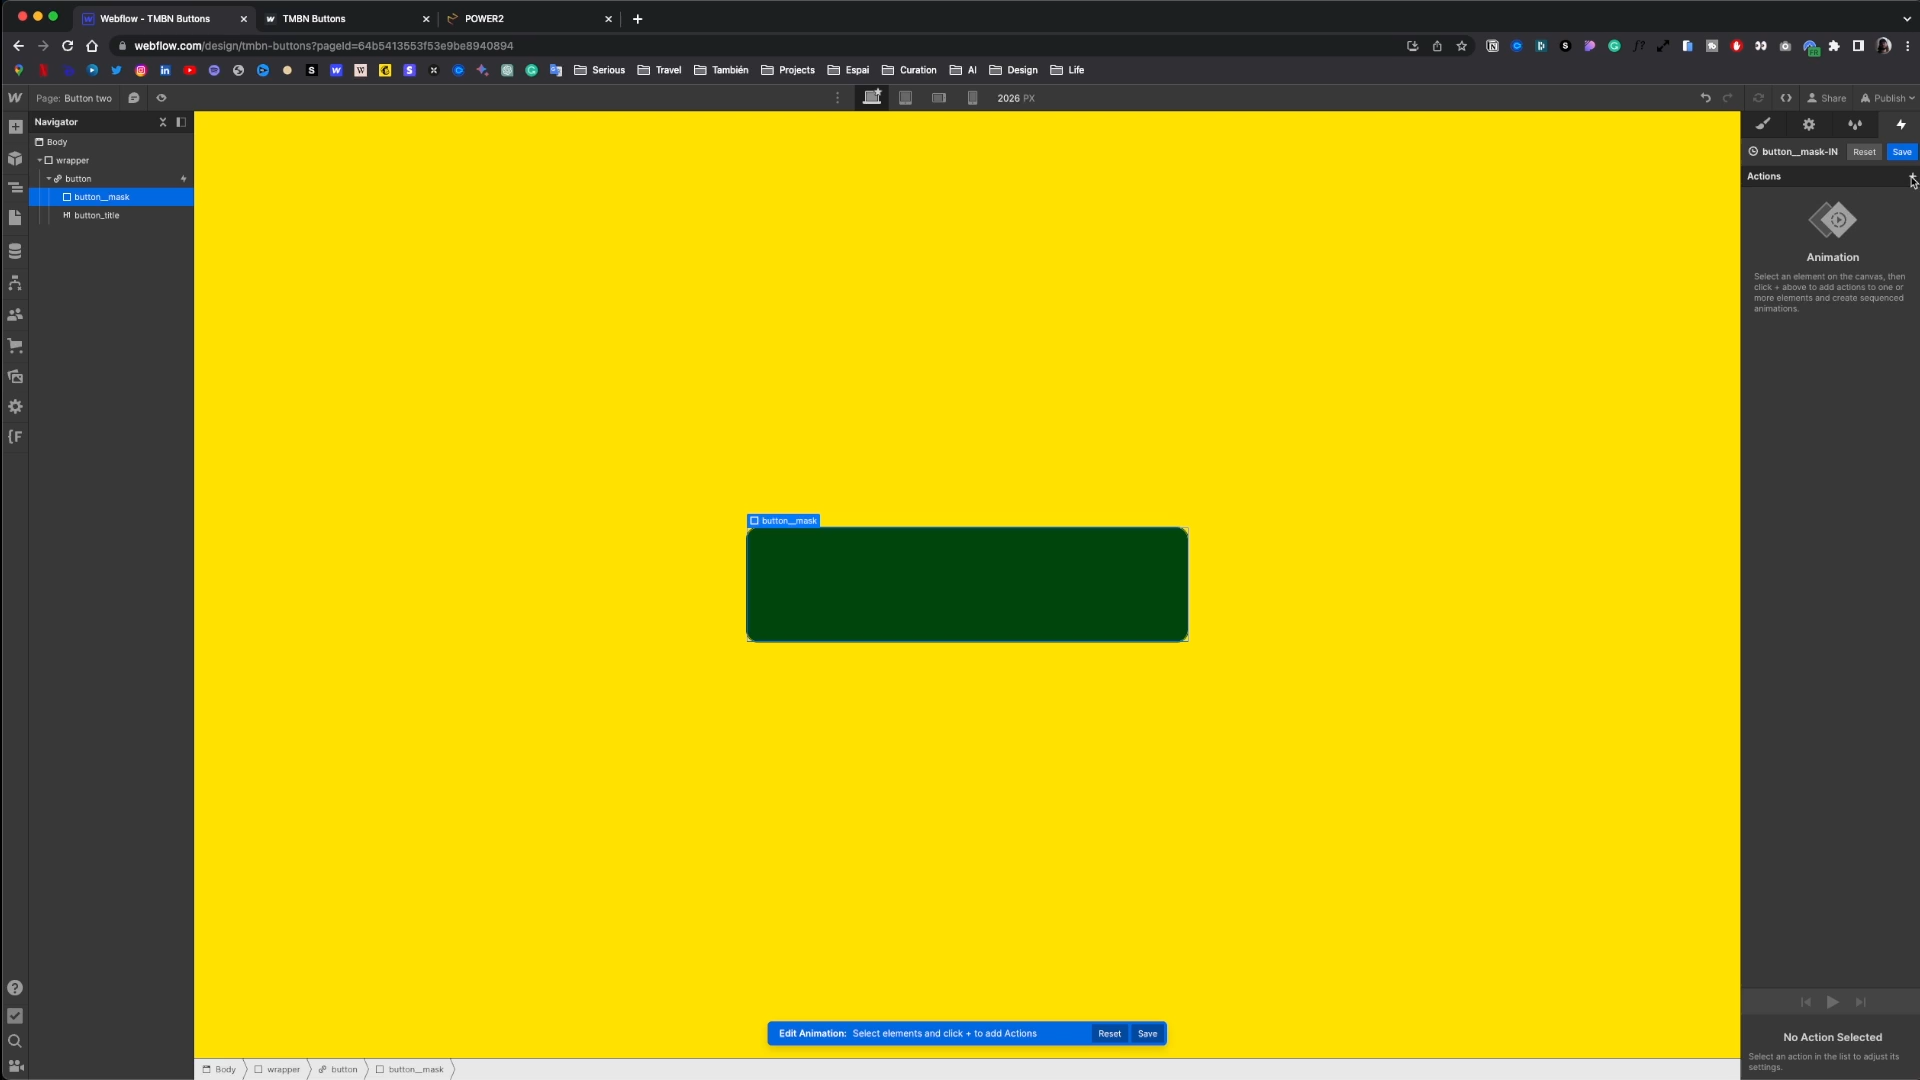 Webflow - TMBN Buttons
TMBN Buttons
POWER2
webflow.com/design/tmbn-buttons?pageId=64b5413553f53e9be8940894
Serious
Travel
También
Projects
Espai
Curation
AI
Design
Life
Page: Button two
2026 PX
Share
Publish
Navigator
Body
wrapper
button
button__mask
H1 button_title
button__mask-IN
Reset
Save
Actions
Animation
Select an element on the canvas, then
click + above to add actions to one or
more elements and create sequenced
animations.
button__mask
Edit Animation: Select elements and click + to add Actions
Reset
Save
No Action Selected
Select an action in the list to adjust its
settings.
Body
wrapper
button
button__mask